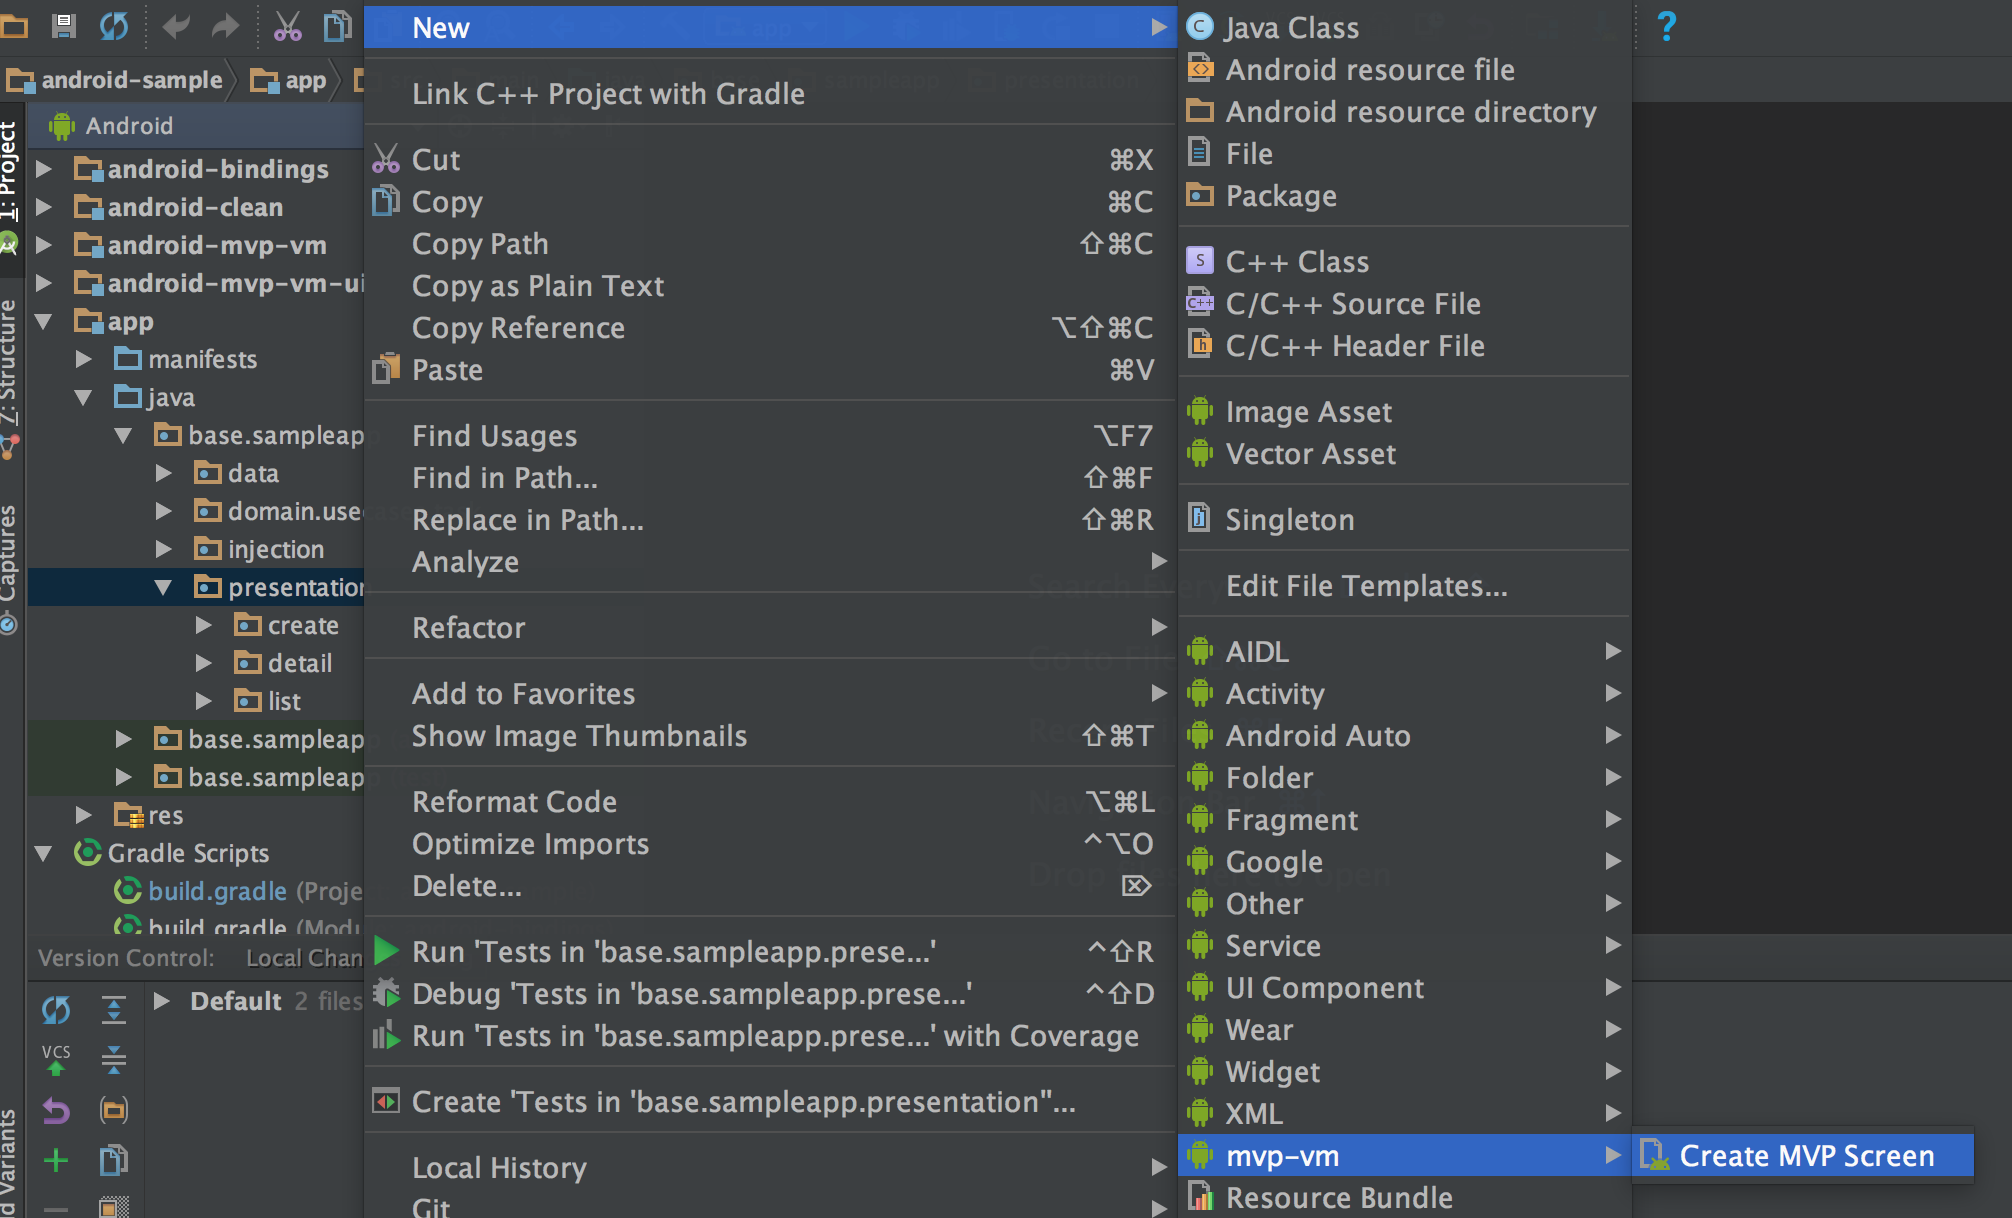 android-sample
app
1: Project
7: Structure
Captures
Variants
Android
android-bindings
android-clean
android-mvp-vm
android-mvp-vm-ui
app
manifests
java
base.sampleapp
data
domain.use
injection
presentation
create
detail
list
base.sampleapp
base.sampleapp
res
Gradle Scripts
build.gradle (Proje
build.gradle (Modu
Version Control: Local Chan
Default 2 files
VCS
New
Link C++ Project with Gradle
Cut ⌘X
Copy ⌘C
Copy Path ⇧⌘C
Copy as Plain Text
Copy Reference ⌥⇧⌘C
Paste ⌘V
Find Usages ⌥F7
Find in Path... ⇧⌘F
Replace in Path... ⇧⌘R
Analyze
Refactor
Add to Favorites
Show Image Thumbnails ⇧⌘T
Reformat Code ⌥⌘L
Optimize Imports ^⌥O
Delete... ⌦
Run 'Tests in 'base.sampleapp.prese...' ^⇧R
Debug 'Tests in 'base.sampleapp.prese...' ^⇧D
Run 'Tests in 'base.sampleapp.prese...' with Coverage
Create 'Tests in 'base.sampleapp.presentation''...
Local History
Git
Java Class
Android resource file
Android resource directory
File
Package
C++ Class
C/C++ Source File
C/C++ Header File
Image Asset
Vector Asset
Singleton
Edit File Templates...
AIDL
Activity
Android Auto
Folder
Fragment
Google
Other
Service
UI Component
Wear
Widget
XML
mvp-vm
Resource Bundle
Create MVP Screen